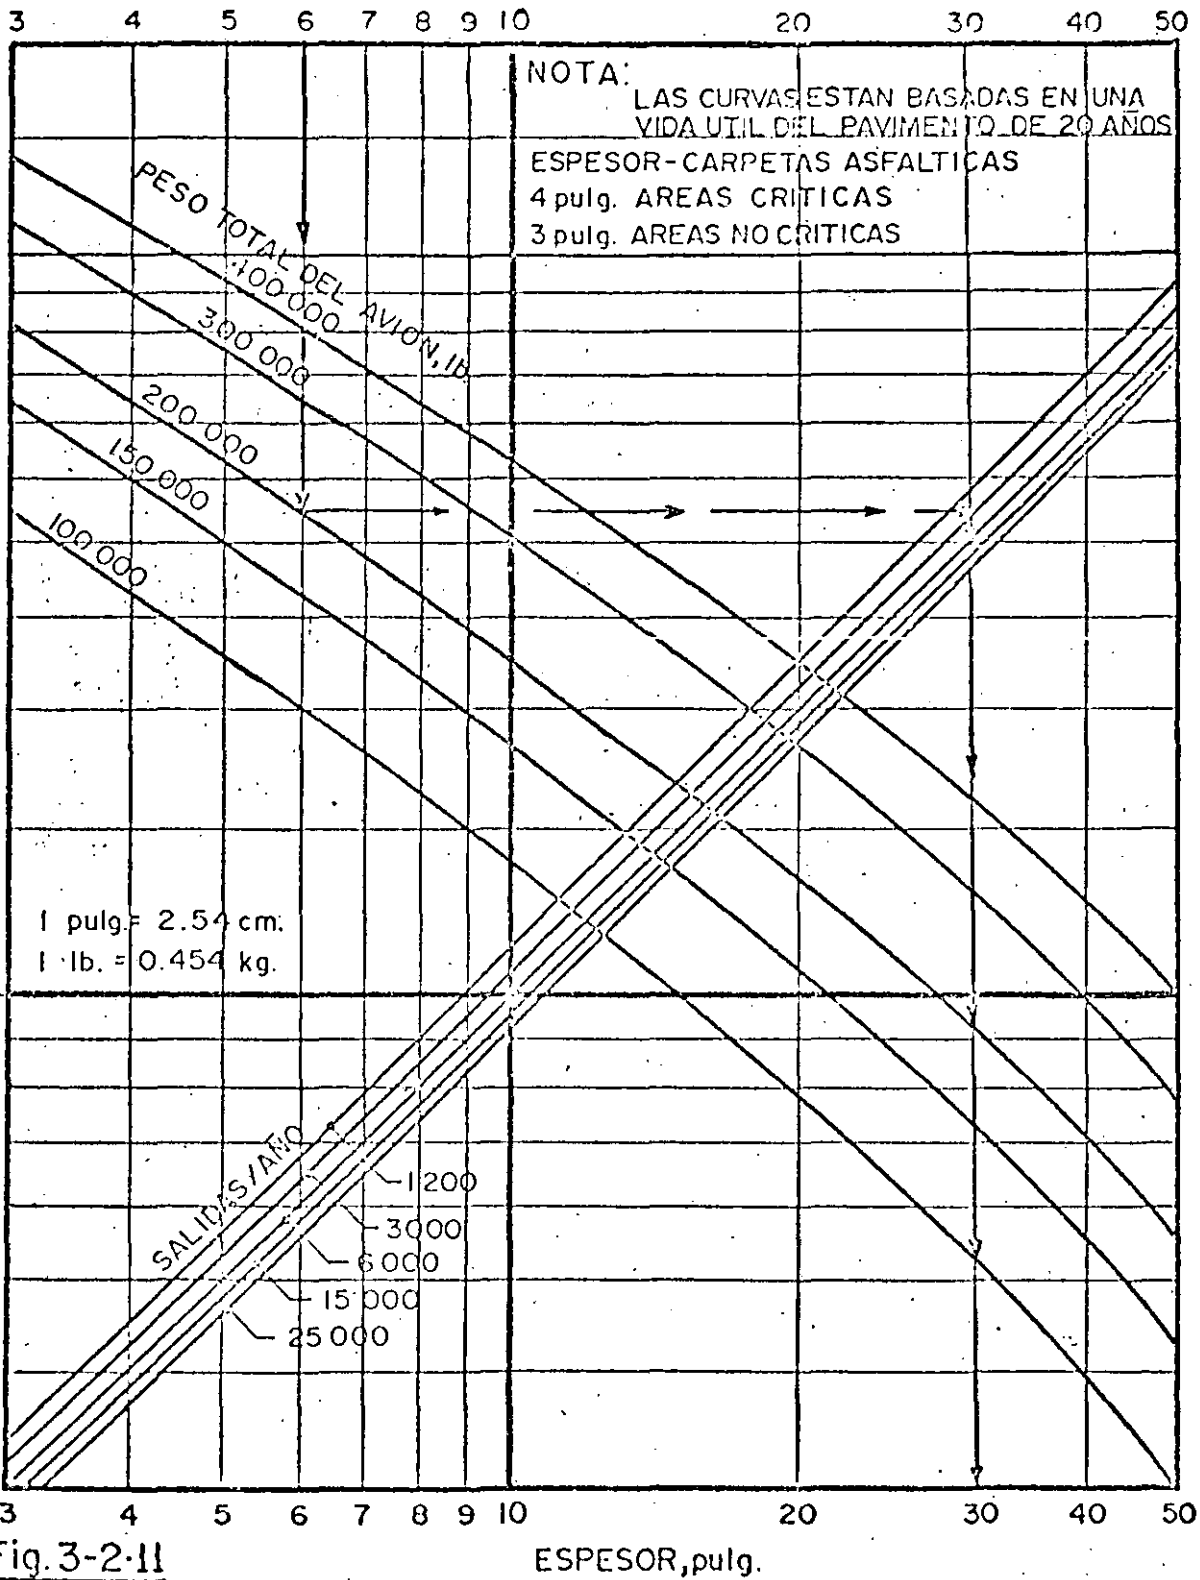 3 4 5 6 7 8 9 10 20 30 40 50
NOTA:
LAS CURVAS ESTAN BASADAS EN UNA
VIDA UTIL DEL PAVIMENTO DE 20 AÑOS
ESPESOR-CARPETAS ASFALTICAS
4 pulg. AREAS CRITICAS
3 pulg. AREAS NO CRITICAS
PESO TOTAL DEL AVION, lb.
400 000
300 000
200 000
150 000
100 000
1 pulg. = 2.54 cm.
1 lb. = 0.454 kg.
SALIDAS/AÑO
1200
3000
6000
15 000
25 000
3 4 5 6 7 8 9 10 20 30 40 50
Fig. 3-2.11
ESPESOR, pulg.